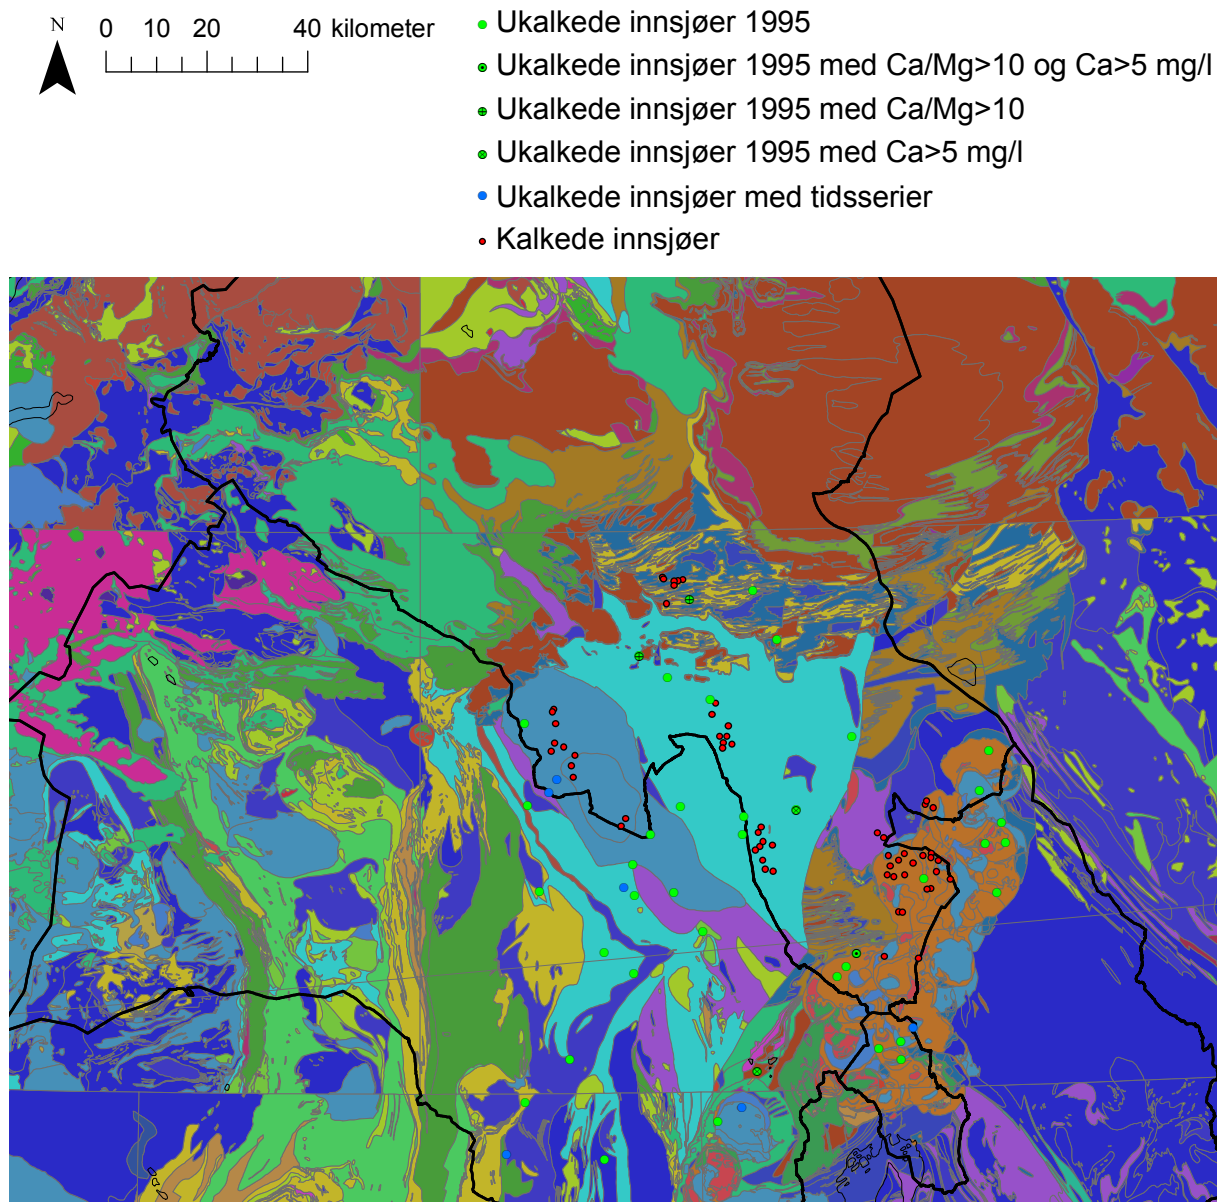 N
0 10 20 40 kilometer
Ukalkede innsjøer 1995
Ukalkede innsjøer 1995 med Ca/Mg>10 og Ca>5 mg/l
Ukalkede innsjøer 1995 med Ca/Mg>10
Ukalkede innsjøer 1995 med Ca>5 mg/l
Ukalkede innsjøer med tidsserier
Kalkede innsjøer